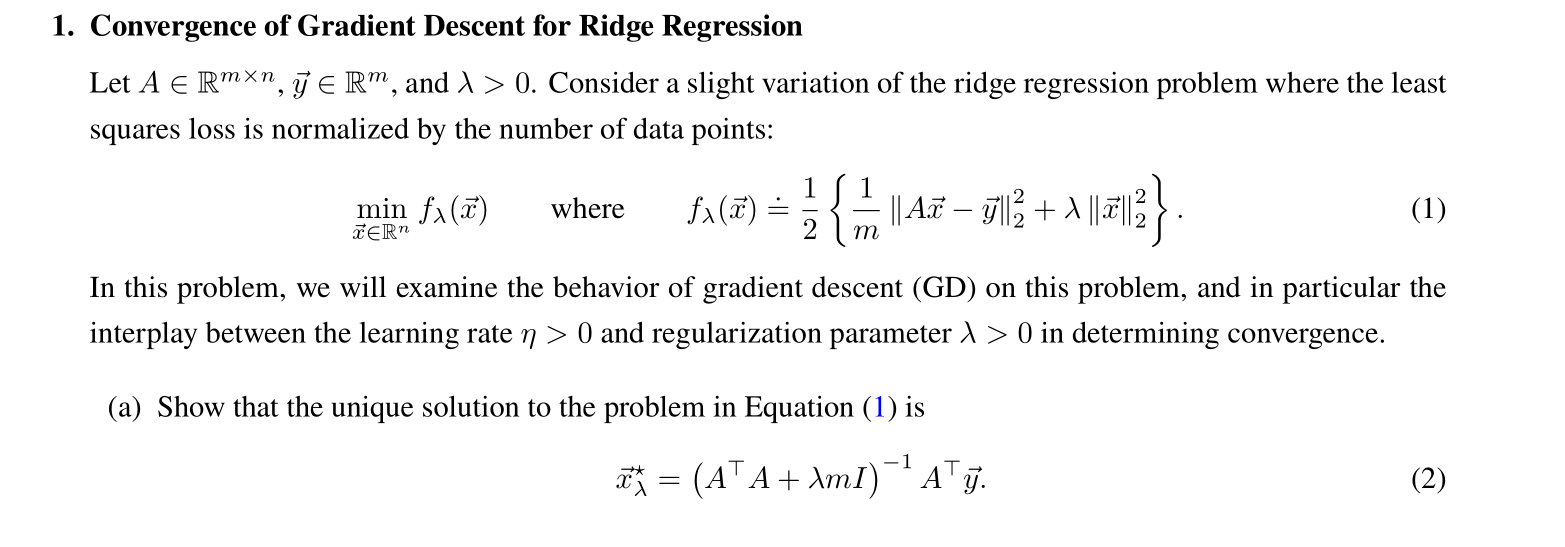 1. Convergence of Gradient Descent for Ridge Regression
Let $A \in \mathbb{R}^{m \times n}$, $\vec{y} \in \mathbb{R}^m$, and $\lambda > 0$. Consider a slight variation of the ridge regression problem where the least
squares loss is normalized by the number of data points:
$\min_{\vec{x} \in \mathbb{R}^n} f_\lambda(\vec{x})$ where $f_\lambda(\vec{x}) \doteq \frac{1}{2} \left\{ \frac{1}{m} \|A\vec{x} - \vec{y}\|_2^2 + \lambda \|\vec{x}\|_2^2 \right\}.$ (1)
In this problem, we will examine the behavior of gradient descent (GD) on this problem, and in particular the
interplay between the learning rate $\eta > 0$ and regularization parameter $\lambda > 0$ in determining convergence.
(a) Show that the unique solution to the problem in Equation (1) is
$\vec{x}_\lambda^\star = \left( A^\top A + \lambda m I \right)^{-1} A^\top \vec{y}.$ (2)